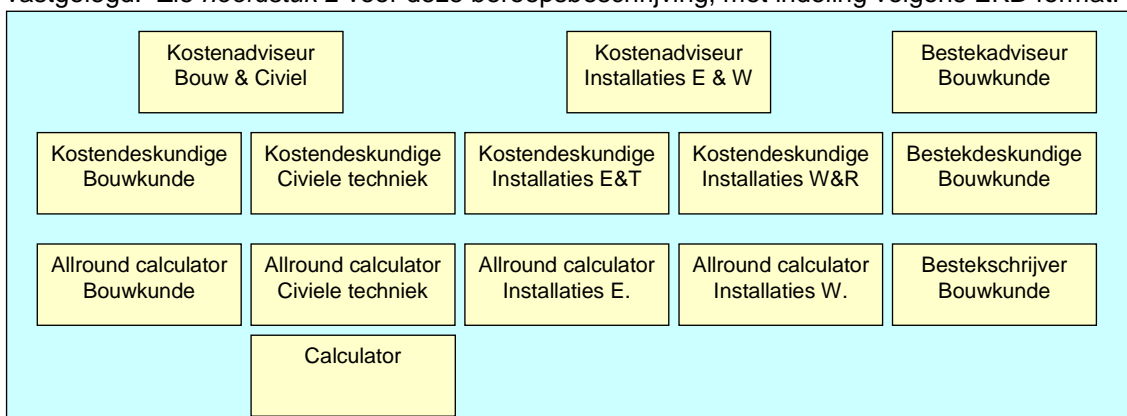 Kostenadviseur
Bouw & Civiel
Kostenadviseur
Installaties E & W
Bestekadviseur
Bouwkunde
Kostendeskundige
Bouwkunde
Kostendeskundige
Civiele techniek
Kostendeskundige
Installaties E&T
Kostendeskundige
Installaties W&R
Bestekdeskundige
Bouwkunde
Allround calculator
Bouwkunde
Allround calculator
Civiele techniek
Allround calculator
Installaties E.
Allround calculator
Installaties W.
Bestekschrijver
Bouwkunde
Calculator